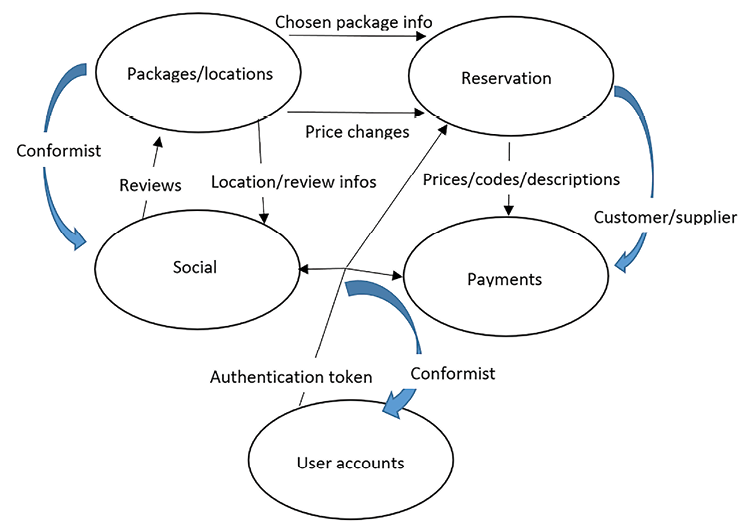 Chosen package info
Packages/locations
Reservation
Price changes
Conformist
Reviews
Location/review infos
Prices/codes/descriptions
Customer/supplier
Social
Payments
Authentication token
Conformist
User accounts